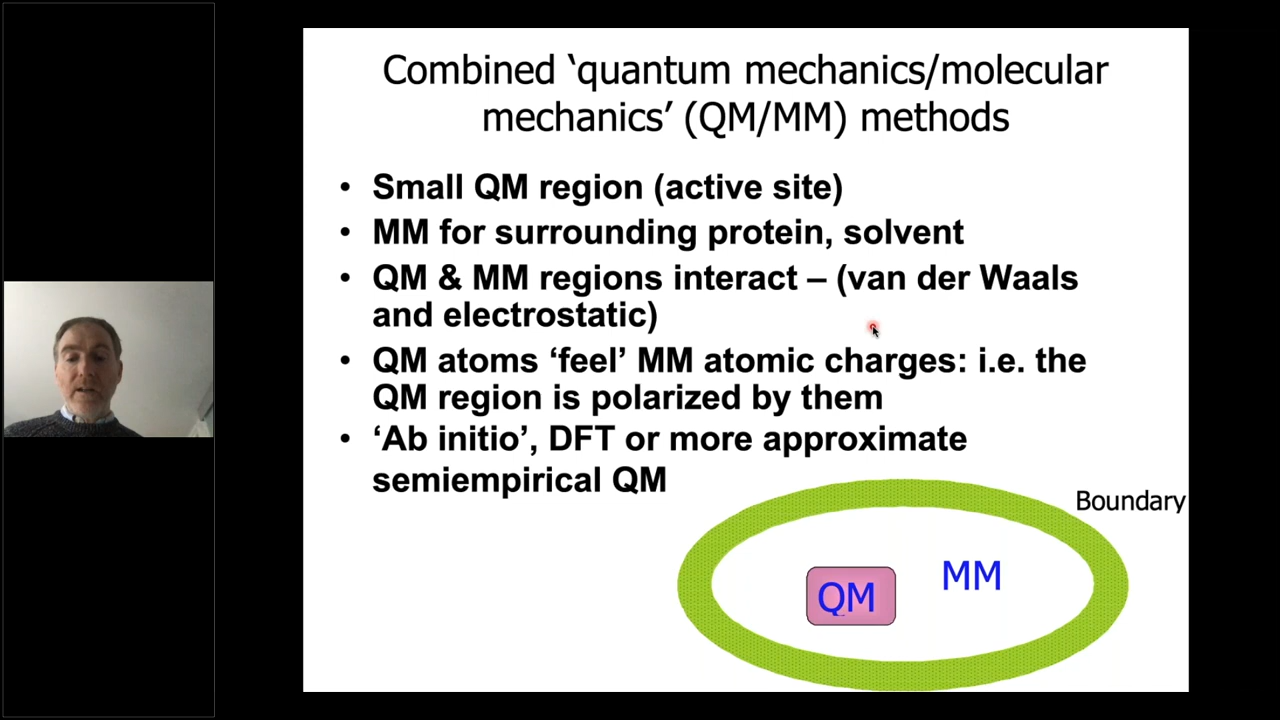 Combined ‘quantum mechanics/molecular
mechanics’ (QM/MM) methods
• Small QM region (active site)
• MM for surrounding protein, solvent
• QM & MM regions interact – (van der Waals
and electrostatic)
• QM atoms ‘feel’ MM atomic charges: i.e. the
QM region is polarized by them
• ‘Ab initio’, DFT or more approximate
semiempirical QM
Boundary
MM
QM